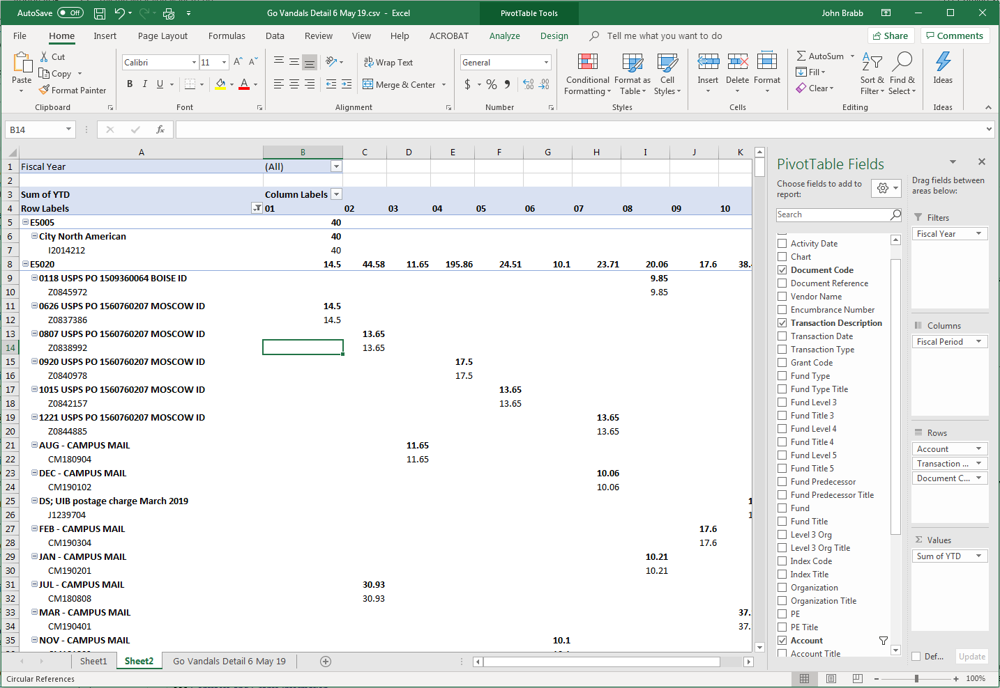 AutoSave Off Go Vandals Detail 6 May 19.csv - Excel PivotTable Tools John Brabb
File Home Insert Page Layout Formulas Data Review View Help ACROBAT Analyze Design Tell me what you want to do Share Comments
Paste Cut Copy Format Painter
Calibri 11 B I U
Wrap Text Merge & Center
General $ % 9
Conditional Formatting Format as Table Cell Styles
Insert Delete Format
AutoSum Fill Clear Sort & Filter Find & Select
Ideas
Clipboard Font Alignment Number Styles Cells Editing Ideas
B14 fx
A B C D E F G H I J K
1 Fiscal Year (All)
2
3 Sum of YTD Column Labels
4 Row Labels 01 02 03 04 05 06 07 08 09 10
5 E5005 40
6 City North American 40
7 I2014212 40
8 E5020 14.5 44.58 11.65 195.86 24.51 10.1 23.71 20.06 17.6 38.
9 0118 USPS PO 1509360064 BOISE ID 9.85
10 Z0845972 9.85
11 0626 USPS PO 1560760207 MOSCOW ID 14.5
12 Z0837386 14.5
13 0807 USPS PO 1560760207 MOSCOW ID 13.65
14 Z0838992 13.65
15 0920 USPS PO 1560760207 MOSCOW ID 17.5
16 Z0840978 17.5
17 1015 USPS PO 1560760207 MOSCOW ID 13.65
18 Z0842157 13.65
19 1221 USPS PO 1560760207 MOSCOW ID 13.65
20 Z0844885 13.65
21 AUG - CAMPUS MAIL 11.65
22 CM180904 11.65
23 DEC - CAMPUS MAIL 10.06
24 CM190102 10.06
25 DS; UIB postage charge March 2019 1
26 J1239704 1
27 FEB - CAMPUS MAIL 17.6
28 CM190304 17.6
29 JAN - CAMPUS MAIL 10.21
30 CM190201 10.21
31 JUL - CAMPUS MAIL 30.93
32 CM180808 30.93
33 MAR - CAMPUS MAIL 37.
34 CM190401 37.
35 NOV - CAMPUS MAIL 10.1
PivotTable Fields
Choose fields to add to
report:
Search
Activity Date
Chart
Document Code
Document Reference
Vendor Name
Encumbrance Number
Transaction Description
Transaction Date
Transaction Type
Grant Code
Fund Type
Fund Type Title
Fund Level 3
Fund Title 3
Fund Level 4
Fund Title 4
Fund Level 5
Fund Title 5
Fund Predecessor
Fund Predecessor Title
Fund
Fund Title
Level 3 Org
Level 3 Org Title
Index Code
Index Title
Organization
Organization Title
PE
PE Title
Account
Account Title
Drag fields between
areas below:
Filters
Fiscal Year
Columns
Fiscal Period
Rows
Account
Transaction ...
Document C...
Σ Values
Sum of YTD
Def... Update
Sheet1 Sheet2 Go Vandals Detail 6 May 19
Circular References 100%